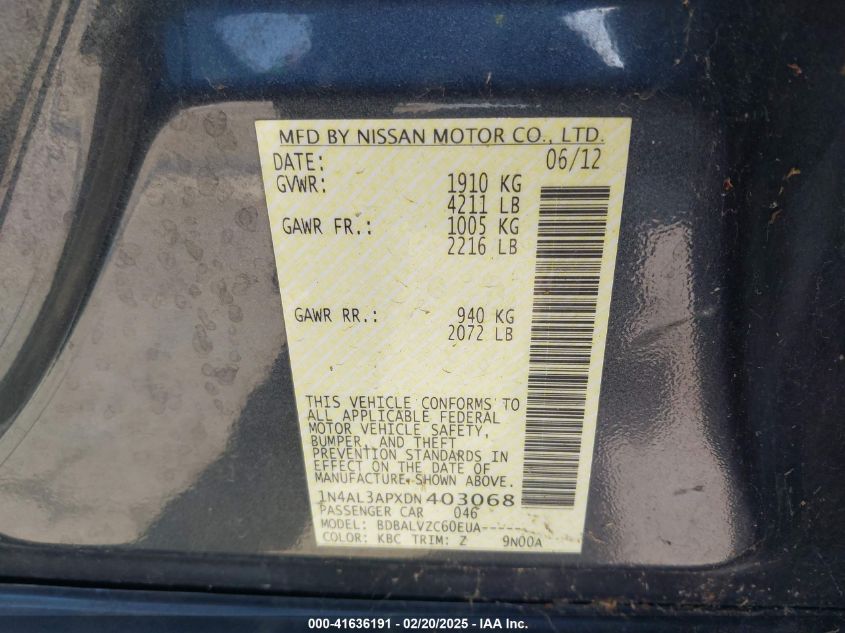 MFD BY NISSAN MOTOR CO., LTD.
DATE: 06/12
GVWR: 1910 KG
4211 LB
GAWR FR.: 1005 KG
2216 LB
GAWR RR.: 940 KG
2072 LB
THIS VEHICLE CONFORMS TO
ALL APPLICABLE FEDERAL
MOTOR VEHICLE SAFETY,
BUMPER, AND THEFT
PREVENTION STANDARDS IN
EFFECT ON THE DATE OF
MANUFACTURE SHOWN ABOVE.
1N4AL3APXDN403068
PASSENGER CAR 046
MODEL: BDBALVZC60EUA------
COLOR: KBC TRIM: Z 9N00A
000-41636191 - 02/20/2025 - IAA Inc.